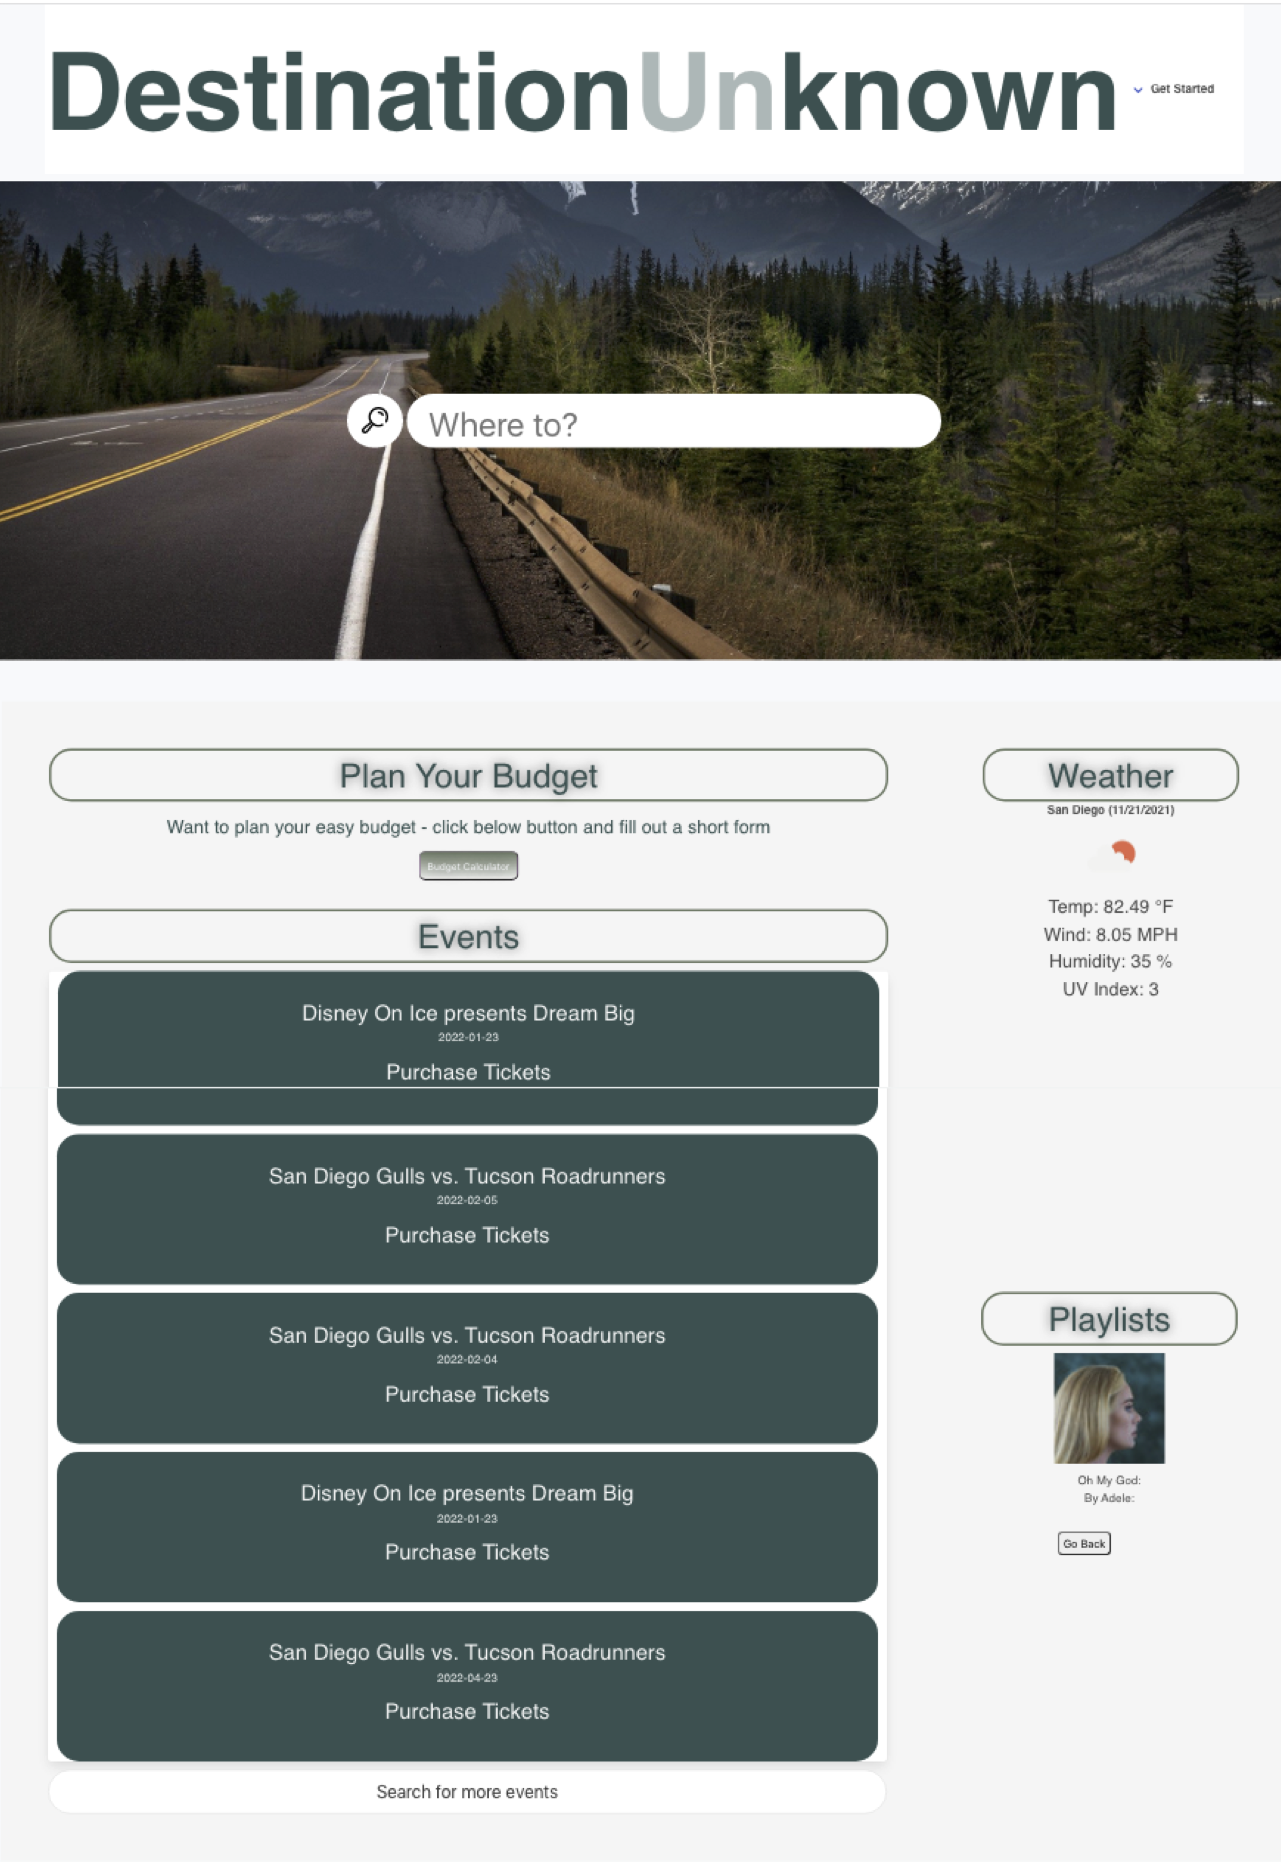 DestinationUnknown
Get Started
Where to?
Plan Your Budget
Want to plan your easy budget - click below button and fill out a short form
Budget Calculator
Events
Disney On Ice presents Dream Big
2022-01-23
Purchase Tickets
San Diego Gulls vs. Tucson Roadrunners
2022-02-05
Purchase Tickets
San Diego Gulls vs. Tucson Roadrunners
2022-02-04
Purchase Tickets
Disney On Ice presents Dream Big
2022-01-23
Purchase Tickets
San Diego Gulls vs. Tucson Roadrunners
2022-04-23
Purchase Tickets
Search for more events
Weather
San Diego (11/21/2021)
Temp: 82.49 °F
Wind: 8.05 MPH
Humidity: 35 %
UV Index: 3
Playlists
Oh My God:
By Adele:
Go Back